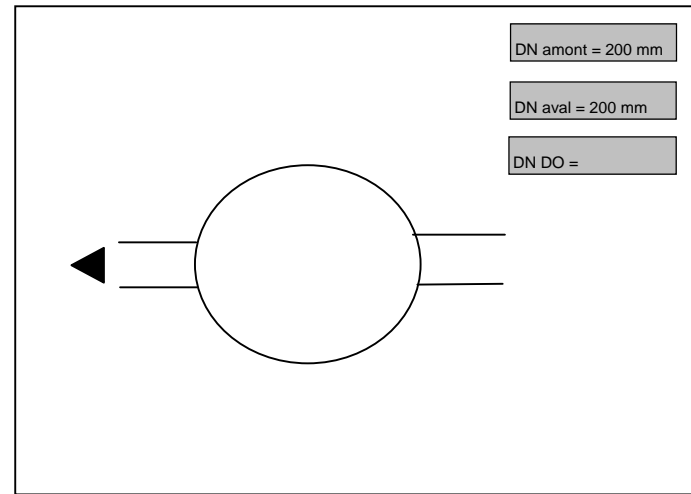 DN amont = 200 mm
DN aval = 200 mm
DN DO =